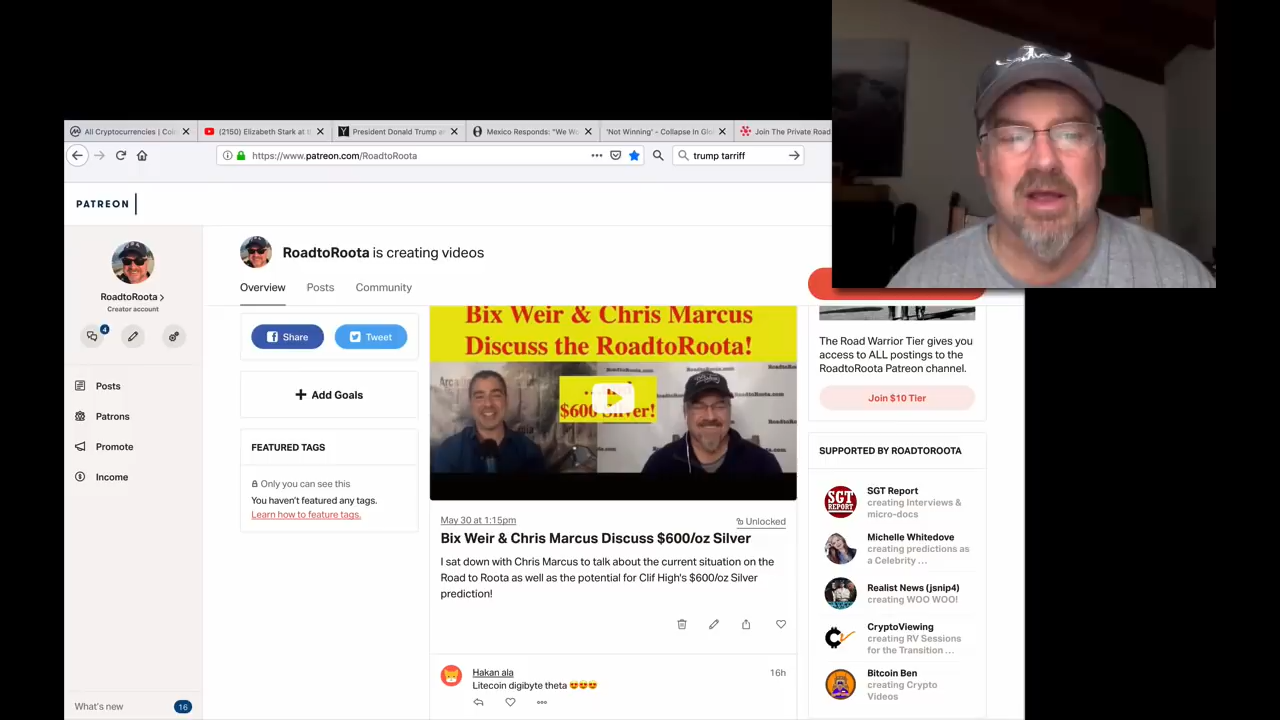 All Cryptocurrencies | Coin
(2150) Elizabeth Stark at t
President Donald Trump e
Mexico Responds: "We Wo
'Not Winning' - Collapse In Glo
Join The Private Road
https://www.patreon.com/RoadtoRoota
trump tarriff
PATREON
RoadtoRoota is creating videos
RoadtoRoota
Creator account
4
Overview
Posts
Community
Posts
Patrons
Promote
Income
What's new
16
Share
Tweet
Add Goals
FEATURED TAGS
Only you can see this
You haven't featured any tags.
Learn how to feature tags.
Bix Weir & Chris Marcus
Discuss the RoadtoRoota!
$600 Silver!
May 30 at 1:15pm
Unlocked
Bix Weir & Chris Marcus Discuss $600/oz Silver
I sat down with Chris Marcus to talk about the current situation on the
Road to Roota as well as the potential for Clif High's $600/oz Silver
prediction!
Hakan ala
16h
Litecoin digibyte theta 😍😍😍
The Road Warrior Tier gives you
access to ALL postings to the
RoadtoRoota Patreon channel.
Join $10 Tier
SUPPORTED BY ROADTOROOTA
SGT Report
SGT
REPORT
creating Interviews &
micro-docs
Michelle Whitedove
creating predictions as
a Celebrity ...
Realist News (jsnip4)
creating WOO WOO!
CryptoViewing
creating RV Sessions
for the Transition ...
Bitcoin Ben
creating Crypto
Videos